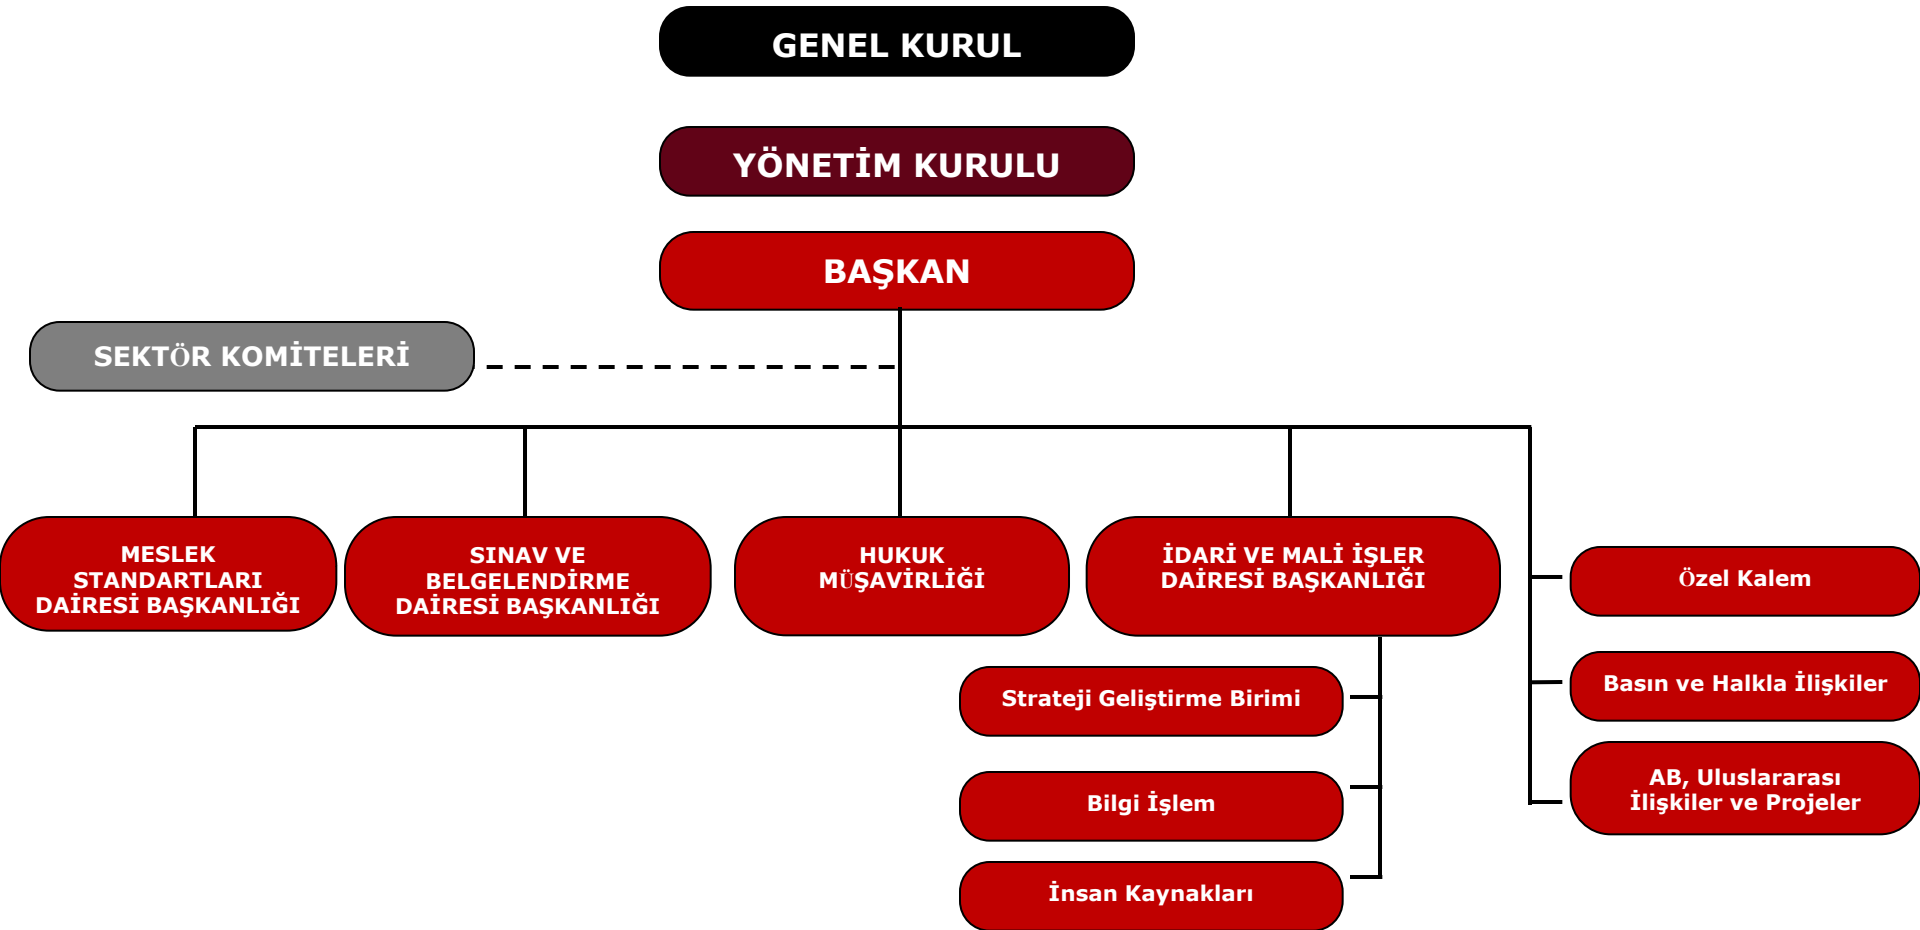 GENEL KURUL
YÖNETİM KURULU
BAŞKAN
SEKTÖR KOMİTELERİ
MESLEK
STANDARTLARI
DAİRESİ BAŞKANLIĞI
SINAV VE
BELGELENDİRME
DAİRESİ BAŞKANLIĞI
HUKUK
MÜŞAVİRLİĞİ
İDARİ VE MALİ İŞLER
DAİRESİ BAŞKANLIĞI
Strateji Geliştirme Birimi
Bilgi İşlem
İnsan Kaynakları
Özel Kalem
Basın ve Halkla İlişkiler
AB, Uluslararası
İlişkiler ve Projeler